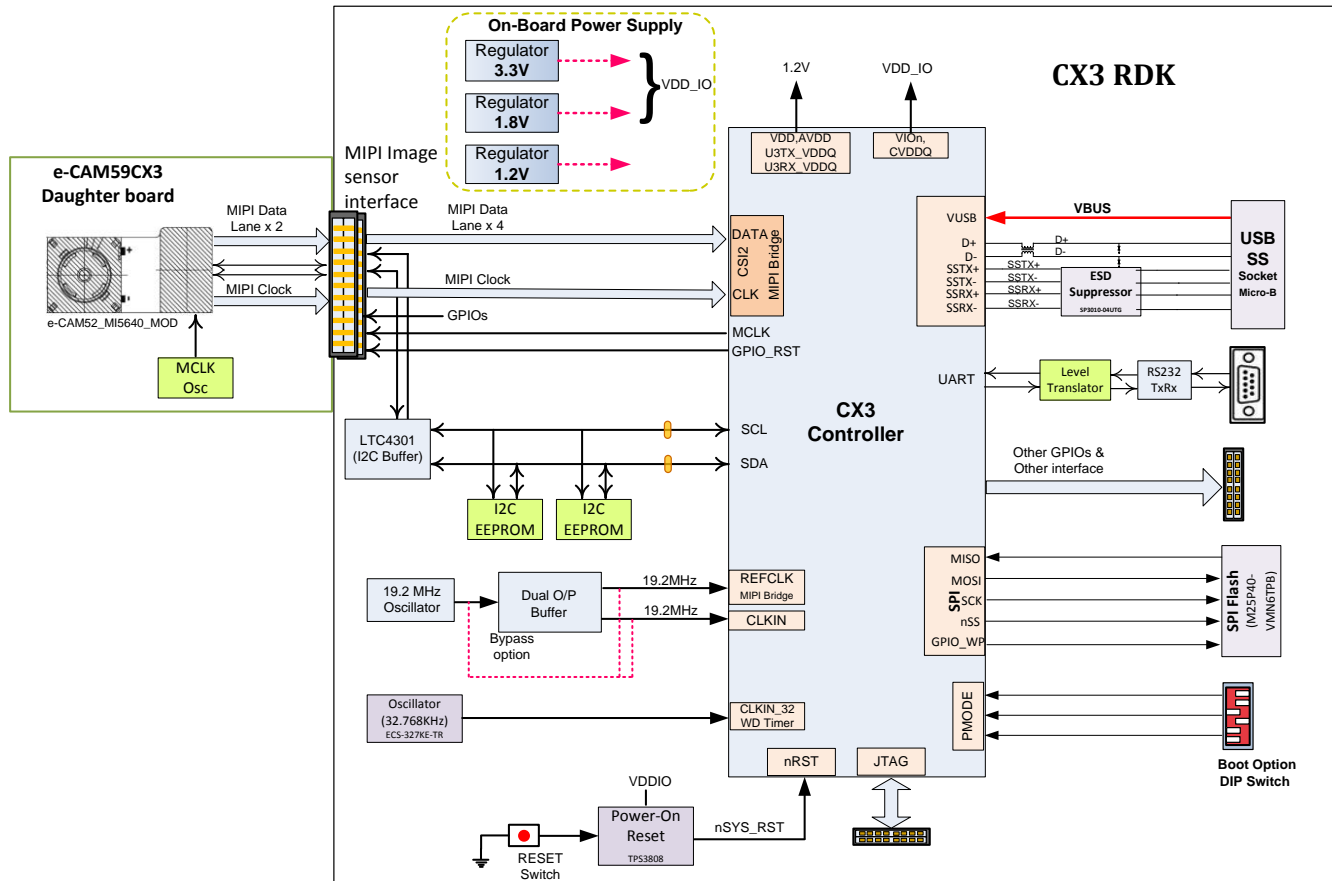 On-Board Power Supply
Regulator
3.3V
Regulator
1.8V
Regulator
1.2V
VDD_IO
1.2V
VDD_IO
CX3 RDK
VDD,AVDD
U3TX_VDDQ
U3RX_VDDQ
VIOn,
CVDDQ
e-CAM59CX3
Daughter board
MIPI Data
Lane x 2
MIPI Clock
e-CAM52_MI5640_MOD
MCLK
Osc
MIPI Image
sensor
interface
MIPI Data
Lane x 4
MIPI Clock
GPIOs
DATA
CLK
CSI2
MIPI Bridge
MCLK
GPIO_RST
VUSB
D+
D-
SSTX+
SSTX-
SSRX+
SSRX-
VBUS
D+
D-
SSTX+
SSTX-
SSRX+
SSRX-
ESD
Suppressor
SP3010-04UTG
USB
SS
Socket
Micro-B
UART
Level
Translator
RS232
TxRx
CX3
Controller
LTC4301
(I2C Buffer)
SCL
SDA
I2C
EEPROM
I2C
EEPROM
Other GPIOs &
Other interface
19.2 MHz
Oscillator
Dual O/P
Buffer
19.2MHz
19.2MHz
Bypass
option
REFCLK
MIPI Bridge
CLKIN
SPI
MISO
MOSI
SCK
nSS
GPIO_WP
SPI Flash
(M25P40-
VMN6TPB)
Oscillator
(32.768KHz)
ECS-327KE-TR
CLKIN_32
WD Timer
PMODE
Boot Option
DIP Switch
nRST
JTAG
VDDIO
Power-On
Reset
TPS3808
nSYS_RST
RESET
Switch